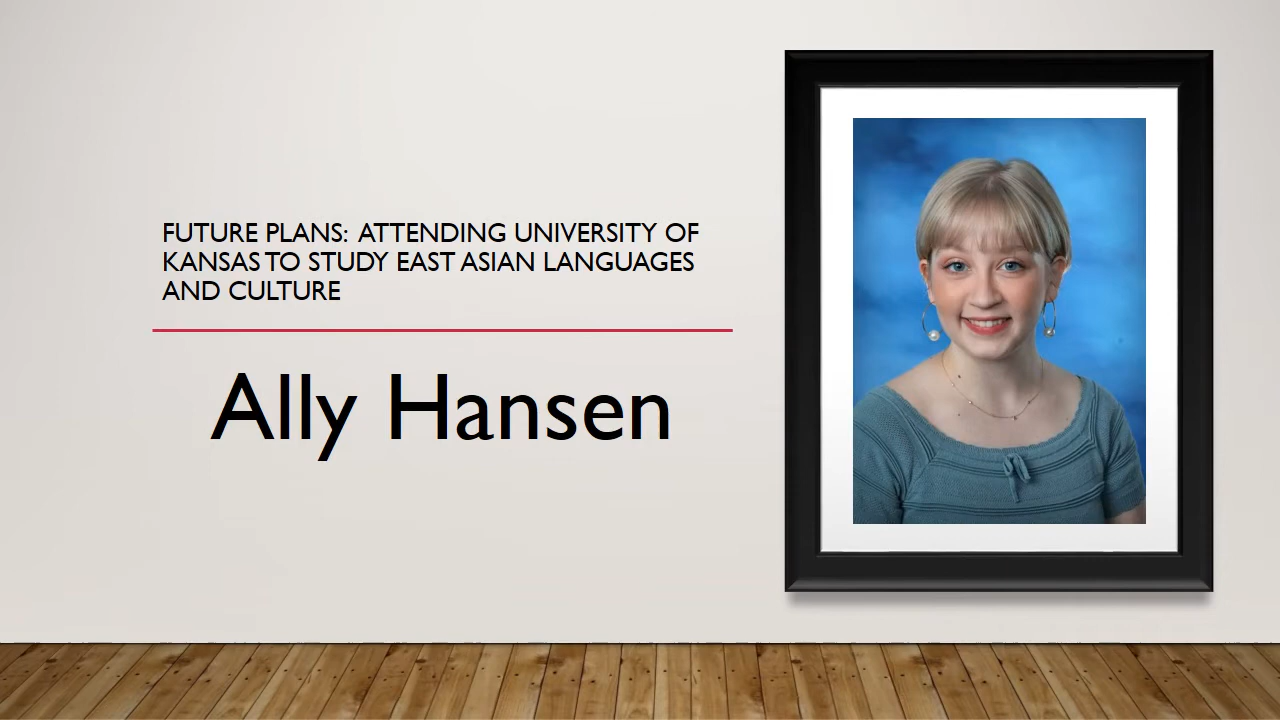 FUTURE PLANS: ATTENDING UNIVERSITY OF
KANSAS TO STUDY EAST ASIAN LANGUAGES
AND CULTURE
Ally Hansen